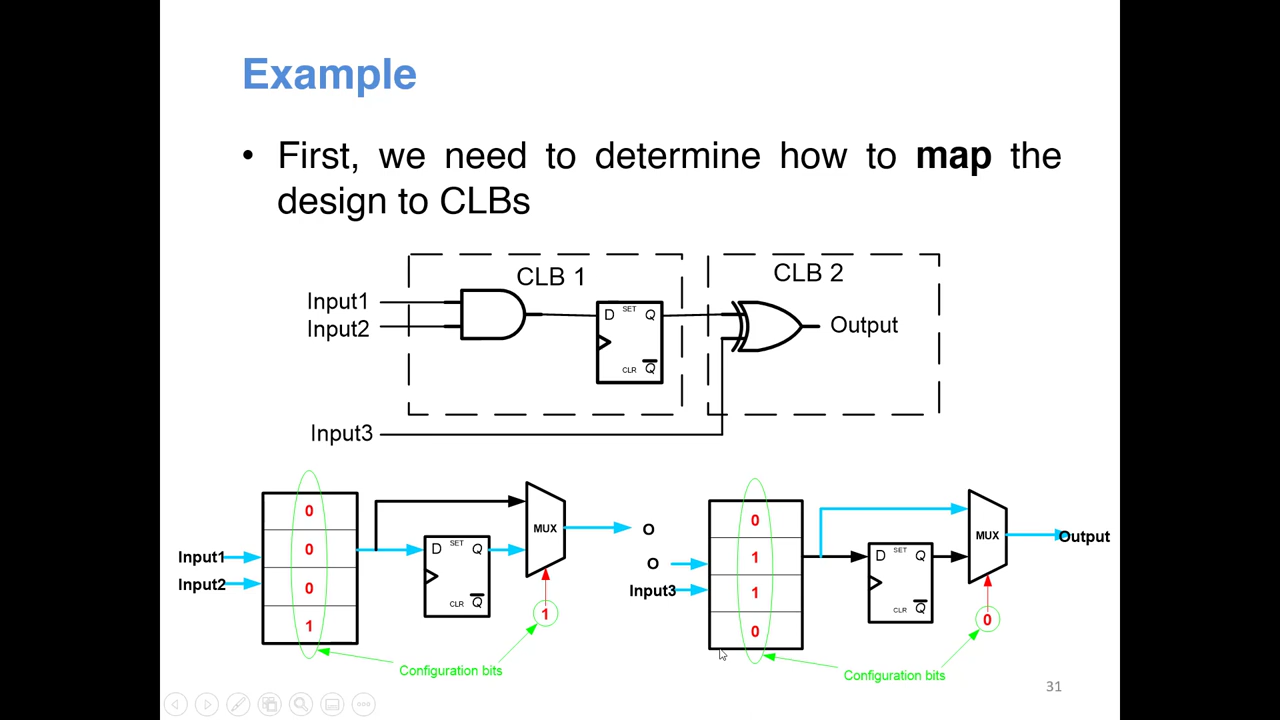 Example
• First, we need to determine how to map the
design to CLBs
CLB 1
CLB 2
Input1
Input2
D SET Q
CLR Q
Output
Input3
0
0
0
1
Input1
Input2
D SET Q
CLR Q
MUX
1
O
Configuration bits
O
Input3
0
1
1
0
D SET Q
CLR Q
MUX
0
Output
Configuration bits
31